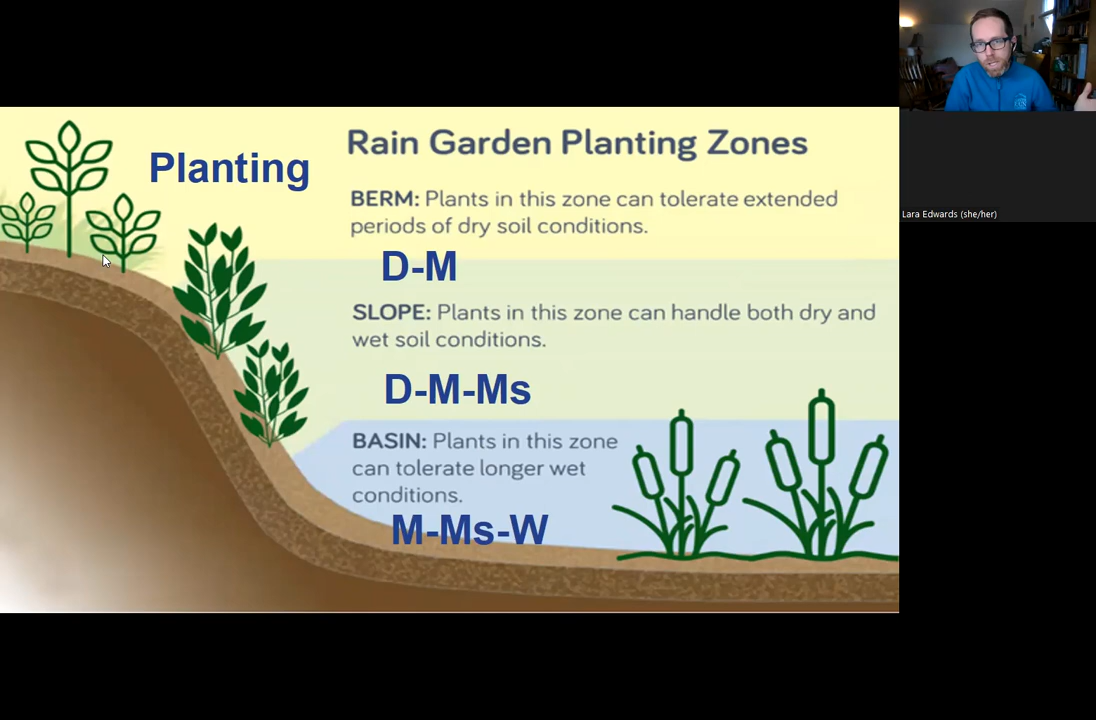 Planting
Rain Garden Planting Zones
BERM: Plants in this zone can tolerate extended
periods of dry soil conditions.
D-M
SLOPE: Plants in this zone can handle both dry and
wet soil conditions.
D-M-Ms
BASIN: Plants in this zone
can tolerate longer wet
conditions.
M-Ms-W
Lara Edwards (she/her)